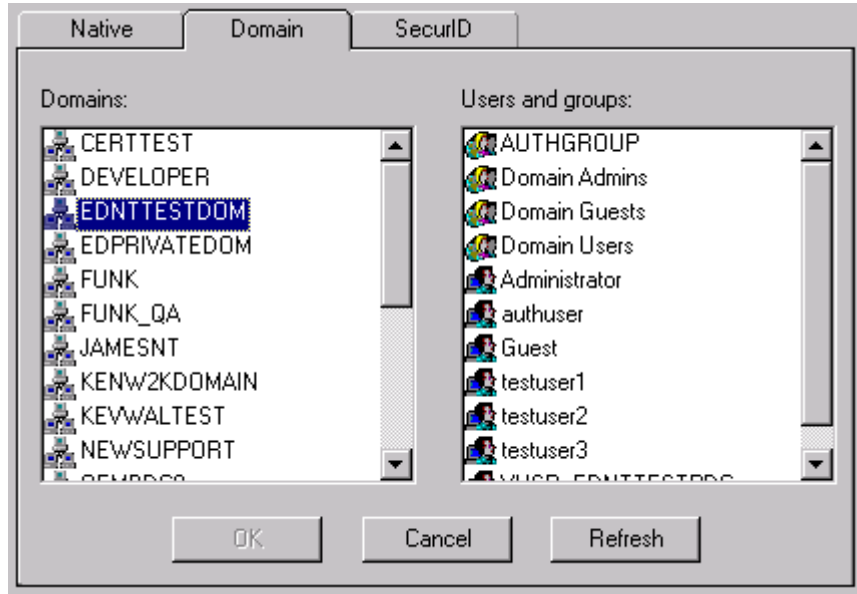 Native Domain SecurID
Domains:
CERTTEST
DEVELOPER
EDNTTESTDOM
EDPRIVATEDOM
FUNK
FUNK_QA
JAMESNT
KENW2KDOMAIN
KEVWALTEST
NEWSUPPORT
Users and groups:
AUTHGROUP
Domain Admins
Domain Guests
Domain Users
Administrator
authuser
Guest
testuser1
testuser2
testuser3
OK Cancel Refresh